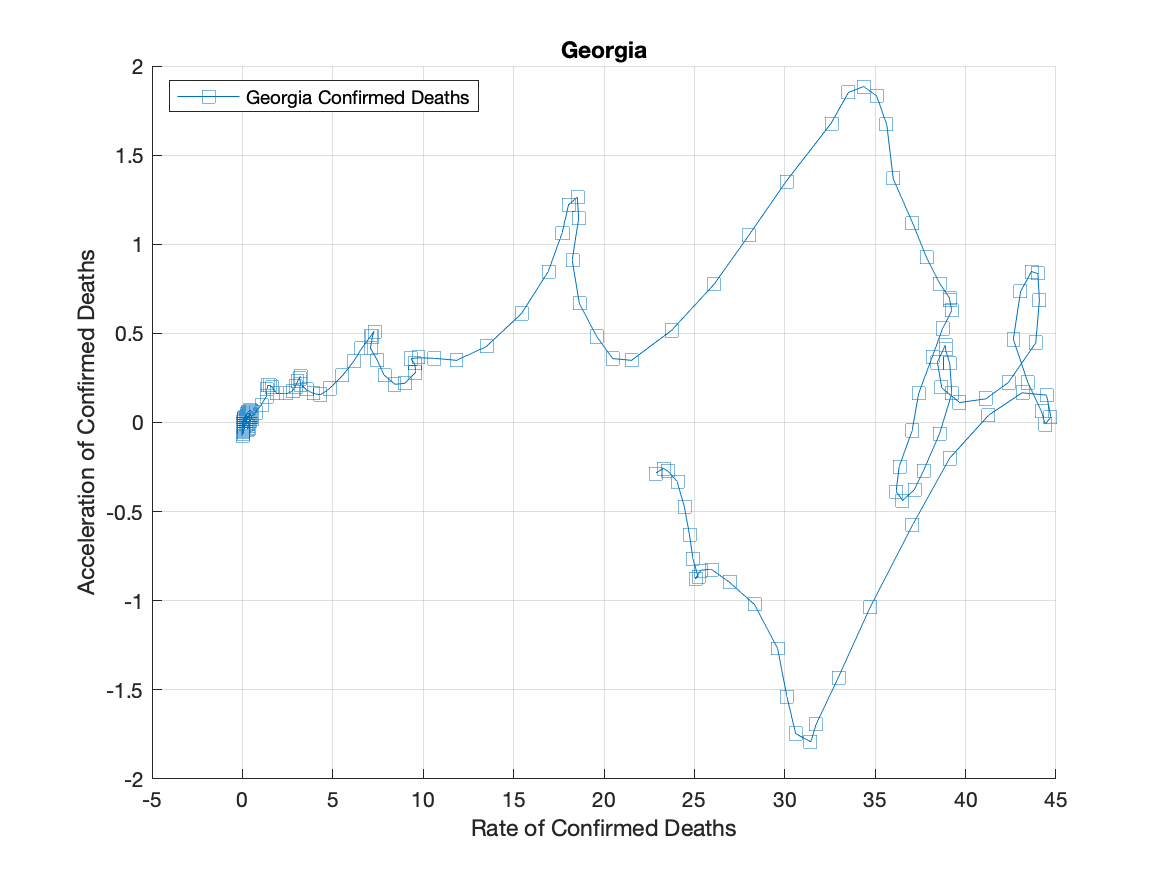 Georgia
Georgia Confirmed Deaths
2
1.5
1
0.5
0
-0.5
-1
-1.5
-2
Acceleration of Confirmed Deaths
-5 0 5 10 15 20 25 30 35 40 45
Rate of Confirmed Deaths